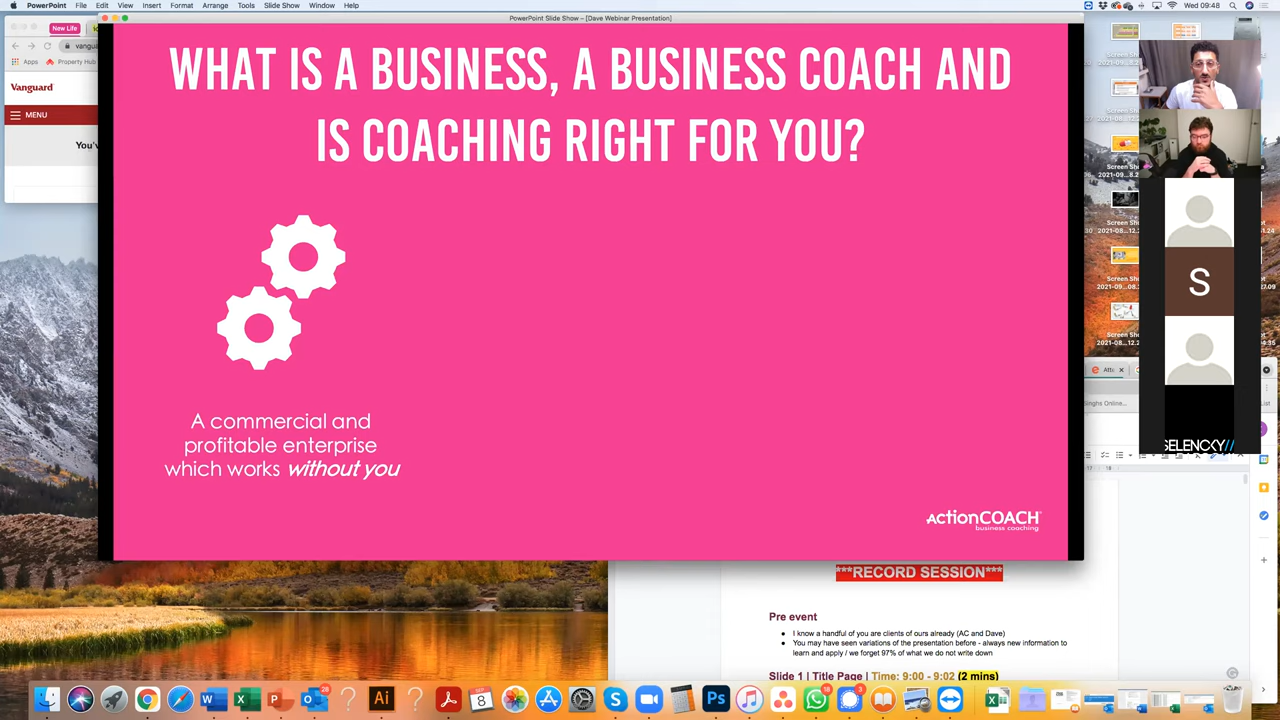 PowerPoint File Edit View Insert Format Arrange Tools Slide Show Window Help
Wed 09:48
PowerPoint Slide Show – [Dave Webinar Presentation]
New Life
Apps Property Hub
Vanguard
MENU
WHAT IS A BUSINESS, A BUSINESS COACH AND
IS COACHING RIGHT FOR YOU?
A commercial and
profitable enterprise
which works without you
ActionCOACH
business coaching
S
SELENCKY//
***RECORD SESSION***
Pre event
I know a handful of you are clients of ours already (AC and Dave)
You may have seen variations of the presentation before - always new information to
learn and apply / we forget 97% of what we do not write down
Slide 1 | Title Page | Time: 9:00 - 9:02 (2 mins)